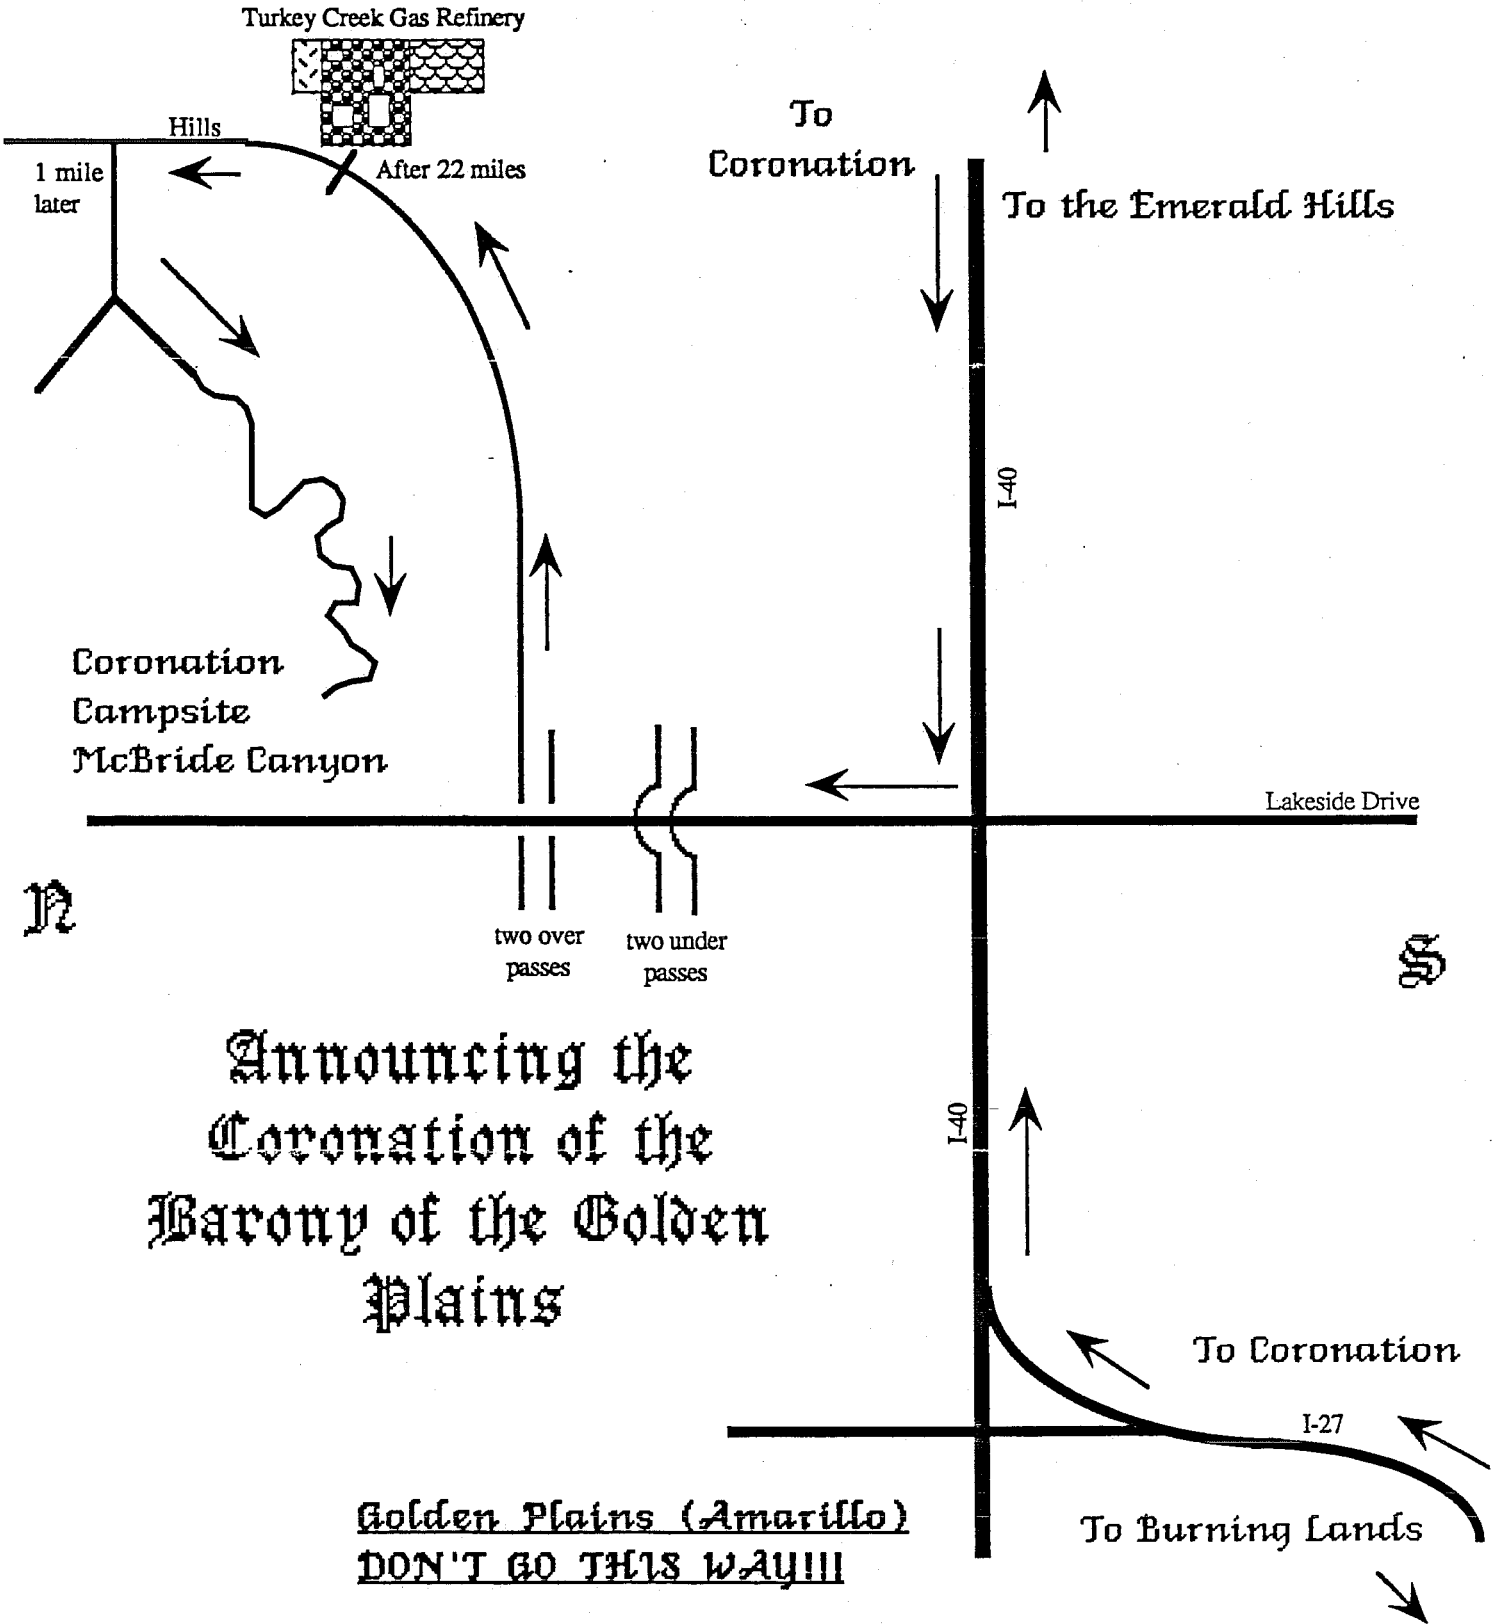 Turkey Creek Gas Refinery
Hills
1 mile
later
After 22 miles
To
Coronation
To the Emerald Hills
I-40
Coronation
Campsite
McBride Canyon
Lakeside Drive
N
S
two over
passes
two under
passes
Announcing the
Coronation of the
Barony of the Golden
Plains
I-40
To Coronation
I-27
To Burning Lands
Golden Plains (Amarillo)
DON'T GO THIS WAY!!!